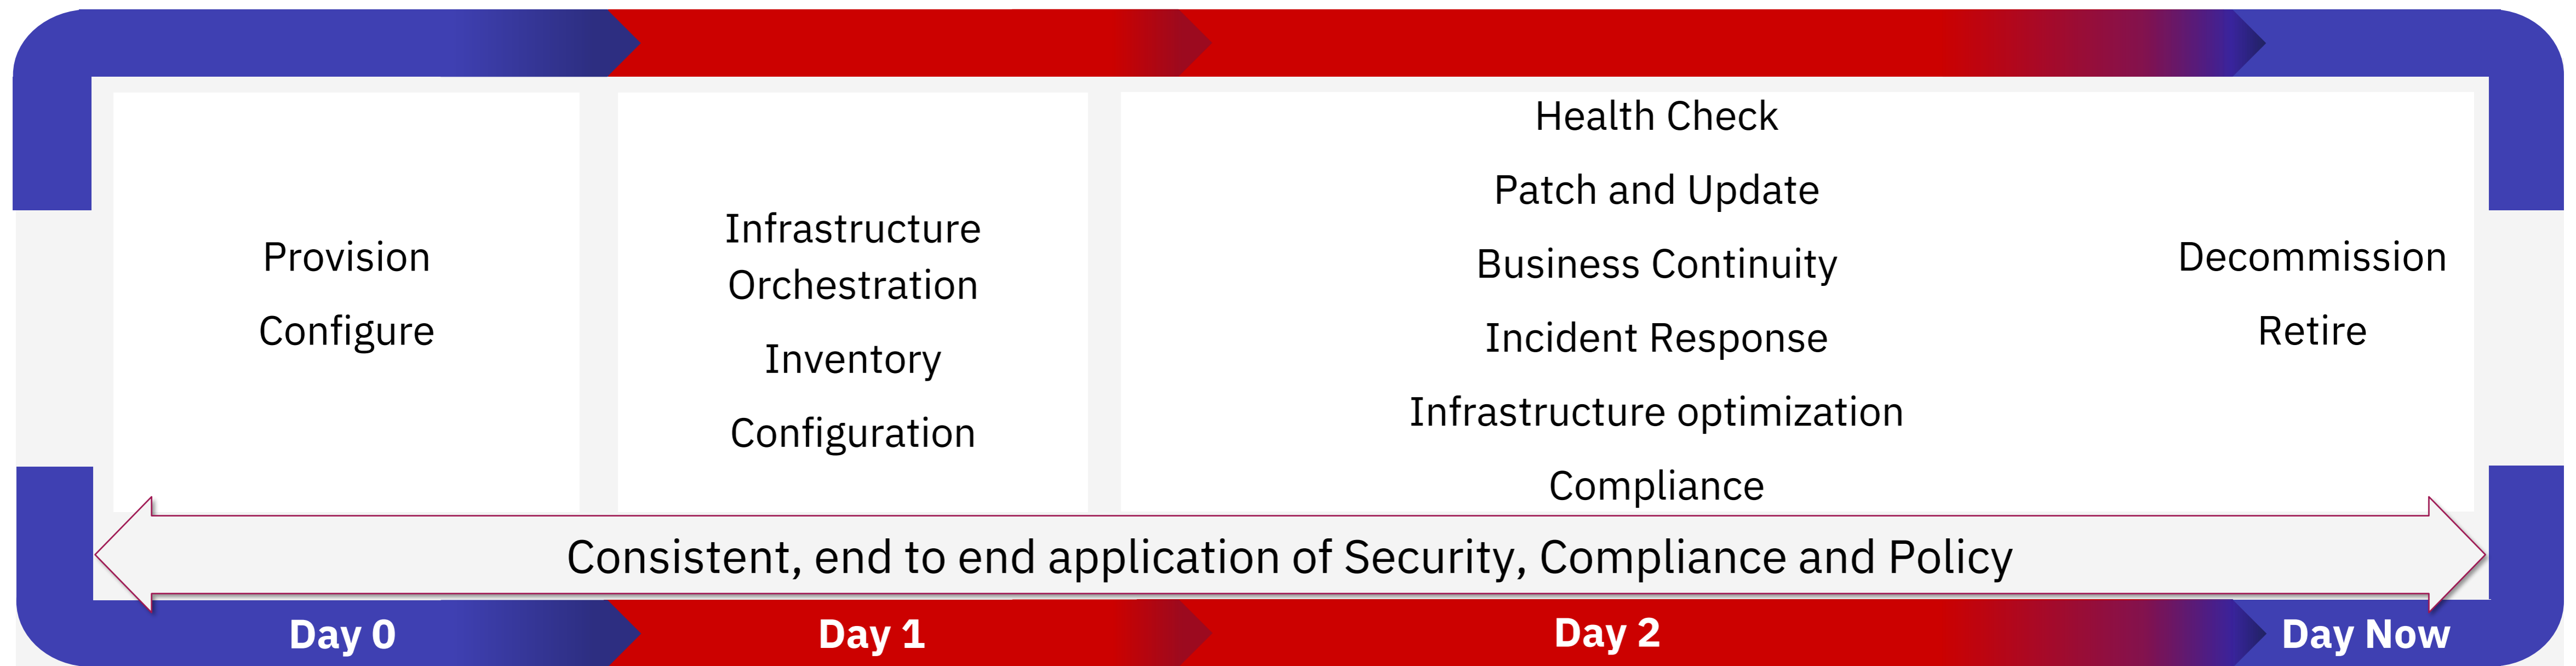 Provision
Configure
Infrastructure
Orchestration
Inventory
Configuration
Health Check
Patch and Update
Business Continuity
Incident Response
Infrastructure optimization
Compliance
Decommission
Retire
Consistent, end to end application of Security, Compliance and Policy
Day 0
Day 1
Day 2
Day Now